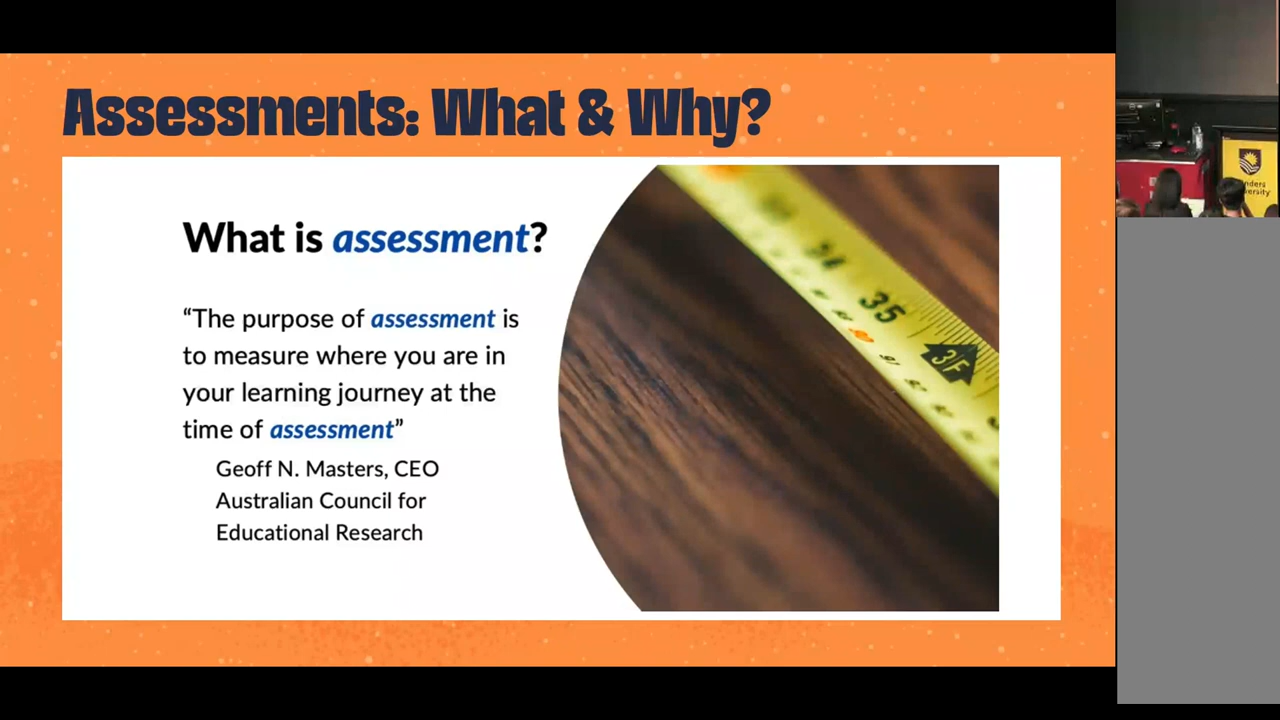 Assessments: What & Why?
What is assessment?
“The purpose of assessment is
to measure where you are in
your learning journey at the
time of assessment”
Geoff N. Masters, CEO
Australian Council for
Educational Research
35
3/F